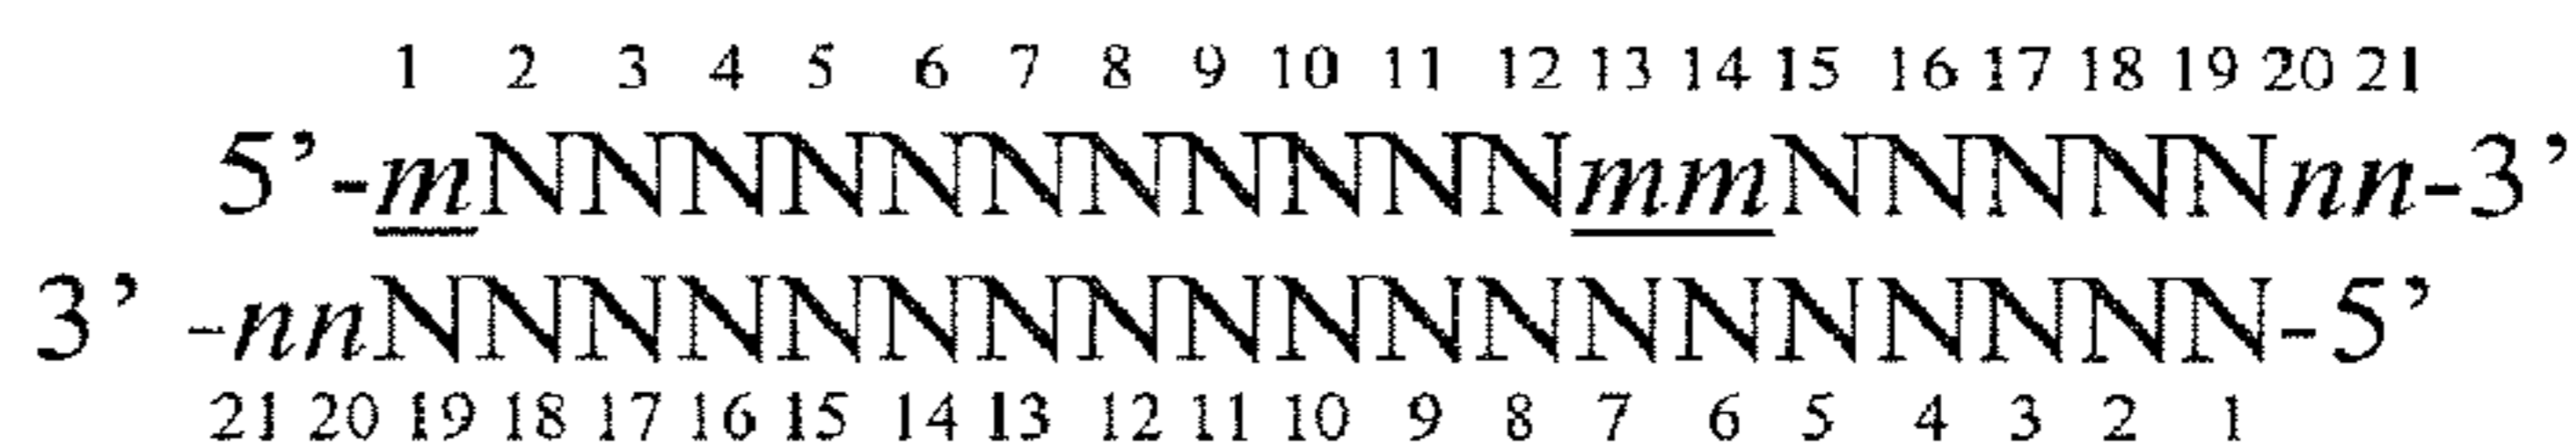 1 2 3 4 5 6 7 8 9 10 11 12 13 14 15 16 17 18 19 20 21
5’-mNNNNNNNNNNNmmNNNNNnn-3’
3’ -nnNNNNNNNNNNNNNNNNNNN-5’
21 20 19 18 17 16 15 14 13 12 11 10 9 8 7 6 5 4 3 2 1